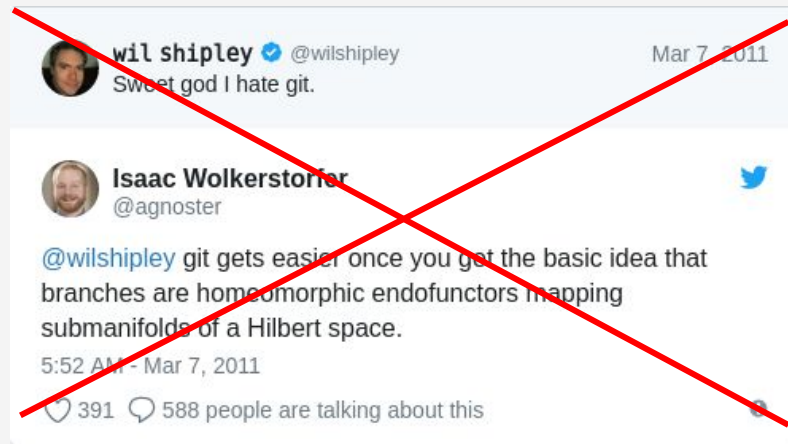 wil shipley @wilshipley Mar 7, 2011
Sweet god I hate git.
Isaac Wolkerstorfer
@agnoster
@wilshipley git gets easier once you get the basic idea that
branches are homeomorphic endofunctors mapping
submanifolds of a Hilbert space.
5:52 AM - Mar 7, 2011
391 588 people are talking about this